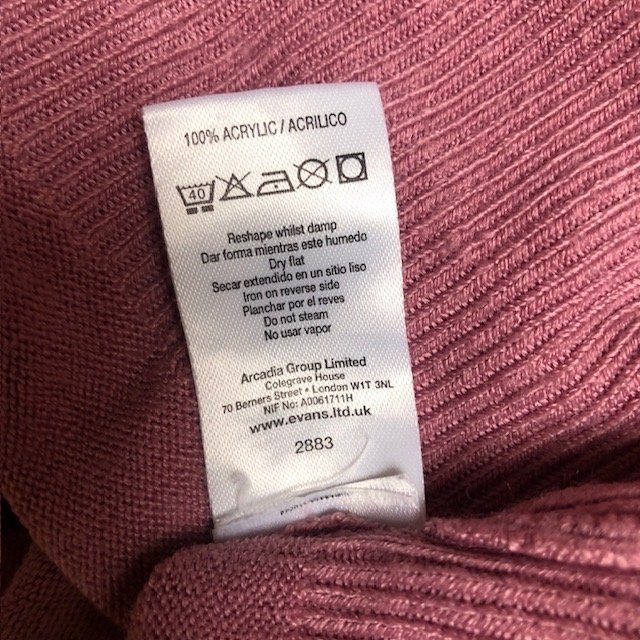 100% ACRYLIC / ACRILICO
40
Reshape whilst damp
Dar forma mientras este humedo
Dry flat
Secar extendido en un sitio liso
Iron on reverse side
Planchar por el reves
Do not steam
No usar vapor
Arcadia Group Limited
Colegrave House
70 Berners Street • London W1T 3NL
NIF No: A0061711H
www.evans.ltd.uk
2883